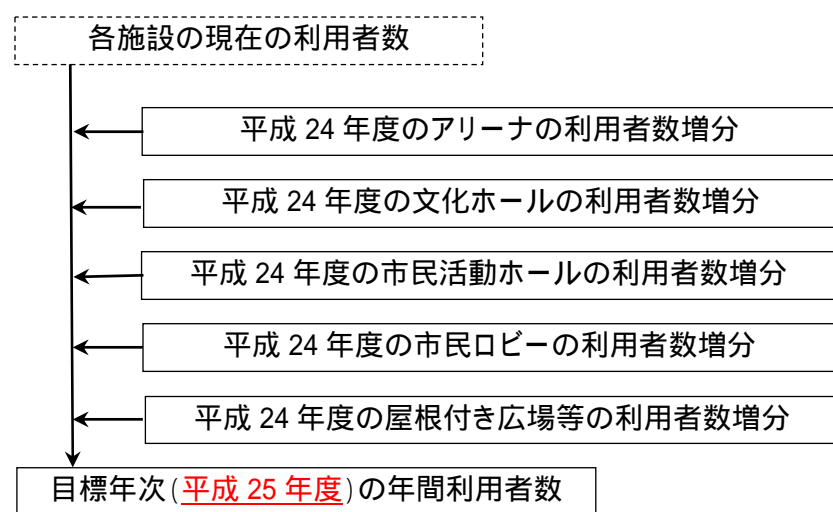 各施設の現在の利用者数
平成 24 年度のアリーナの利用者数増分
平成 24 年度の文化ホールの利用者数増分
平成 24 年度の市民活動ホールの利用者数増分
平成 24 年度の市民ロビーの利用者数増分
平成 24 年度の屋根付き広場等の利用者数増分
目標年次(平成 25 年度)の年間利用者数